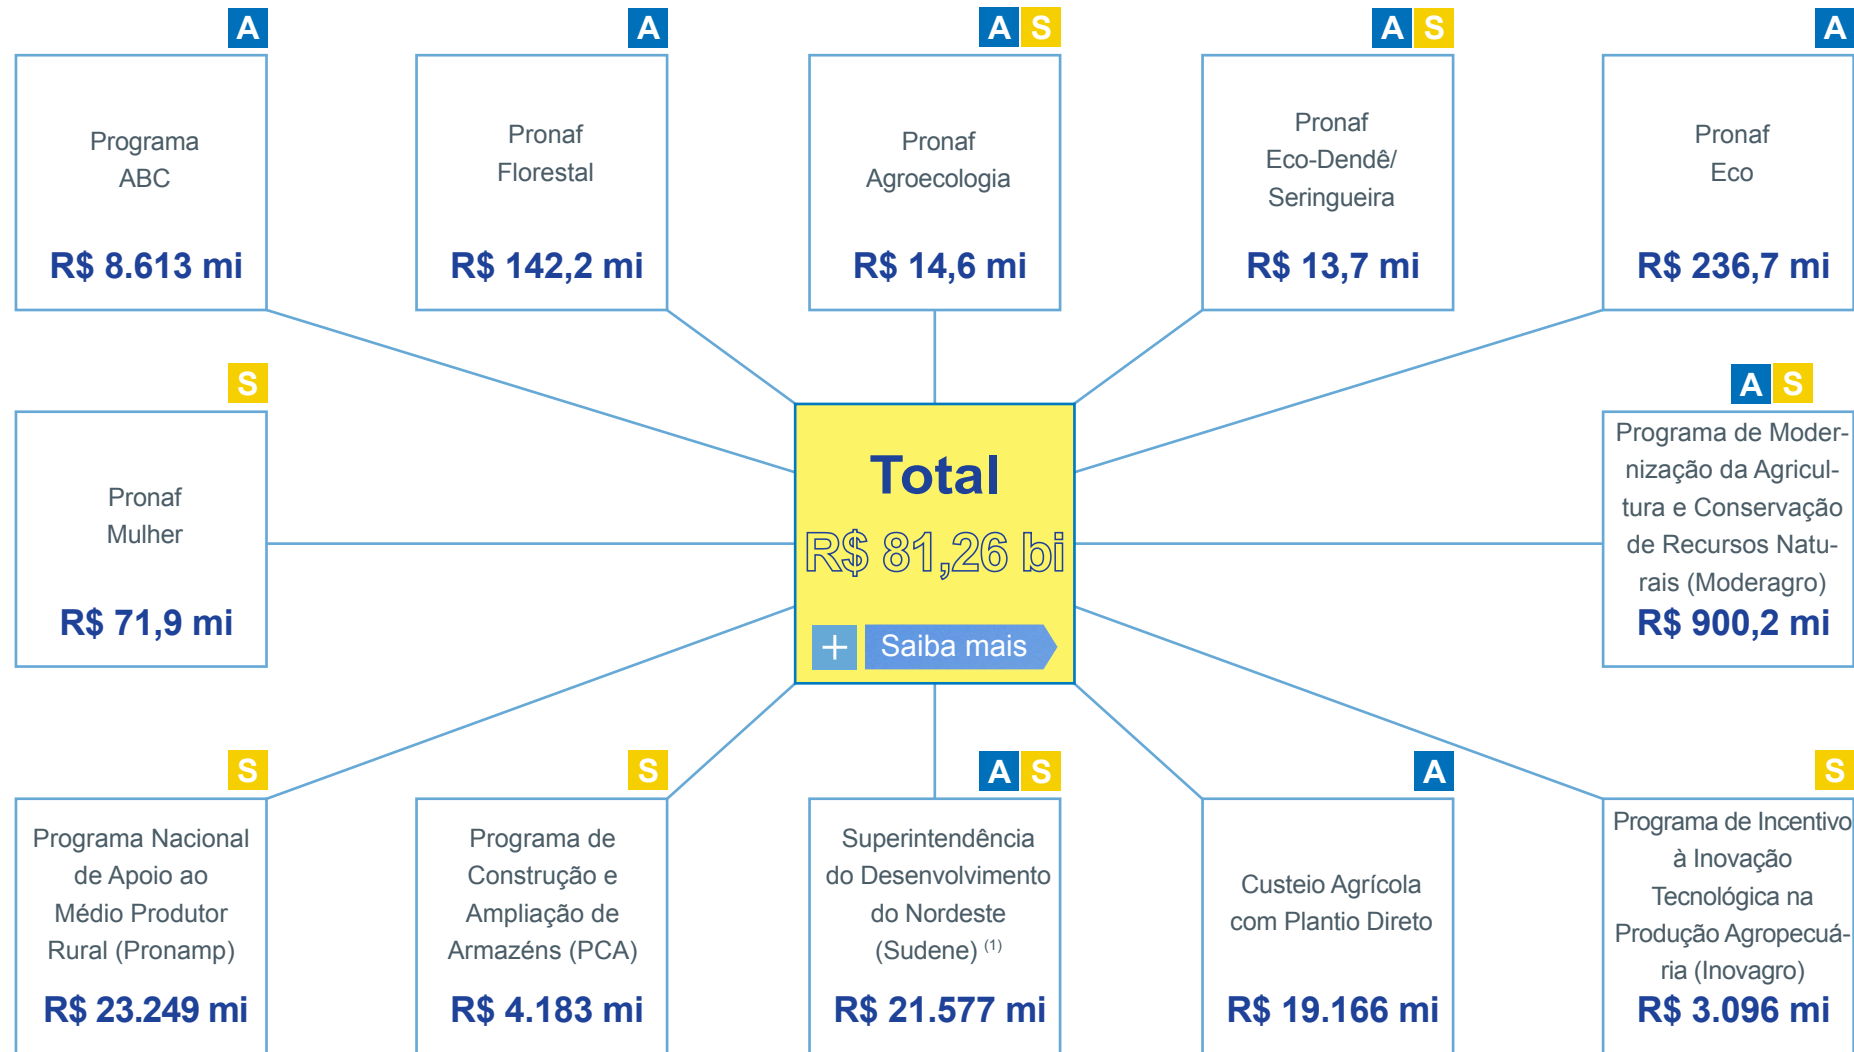 A
Programa
ABC
R$ 8.613 mi
A
Pronaf
Florestal
R$ 142,2 mi
A S
Pronaf
Agroecologia
R$ 14,6 mi
A S
Pronaf
Eco-Dendê/
Seringueira
R$ 13,7 mi
A
Pronaf
Eco
R$ 236,7 mi
S
Pronaf
Mulher
R$ 71,9 mi
Total
R$ 81,26 bi
+ Saiba mais
A S
Programa de Moder-
nização da Agricul-
tura e Conservação
de Recursos Natu-
rais (Moderagro)
R$ 900,2 mi
S
Programa Nacional
de Apoio ao
Médio Produtor
Rural (Pronamp)
R$ 23.249 mi
S
Programa de
Construção e
Ampliação de
Armazéns (PCA)
R$ 4.183 mi
A S
Superintendência
do Desenvolvimento
do Nordeste
(Sudene) (1)
R$ 21.577 mi
A
Custeio Agrícola
com Plantio Direto
R$ 19.166 mi
S
Programa de Incentivo
à Inovação
Tecnológica na
Produção Agropecuá-
ria (Inovagro)
R$ 3.096 mi